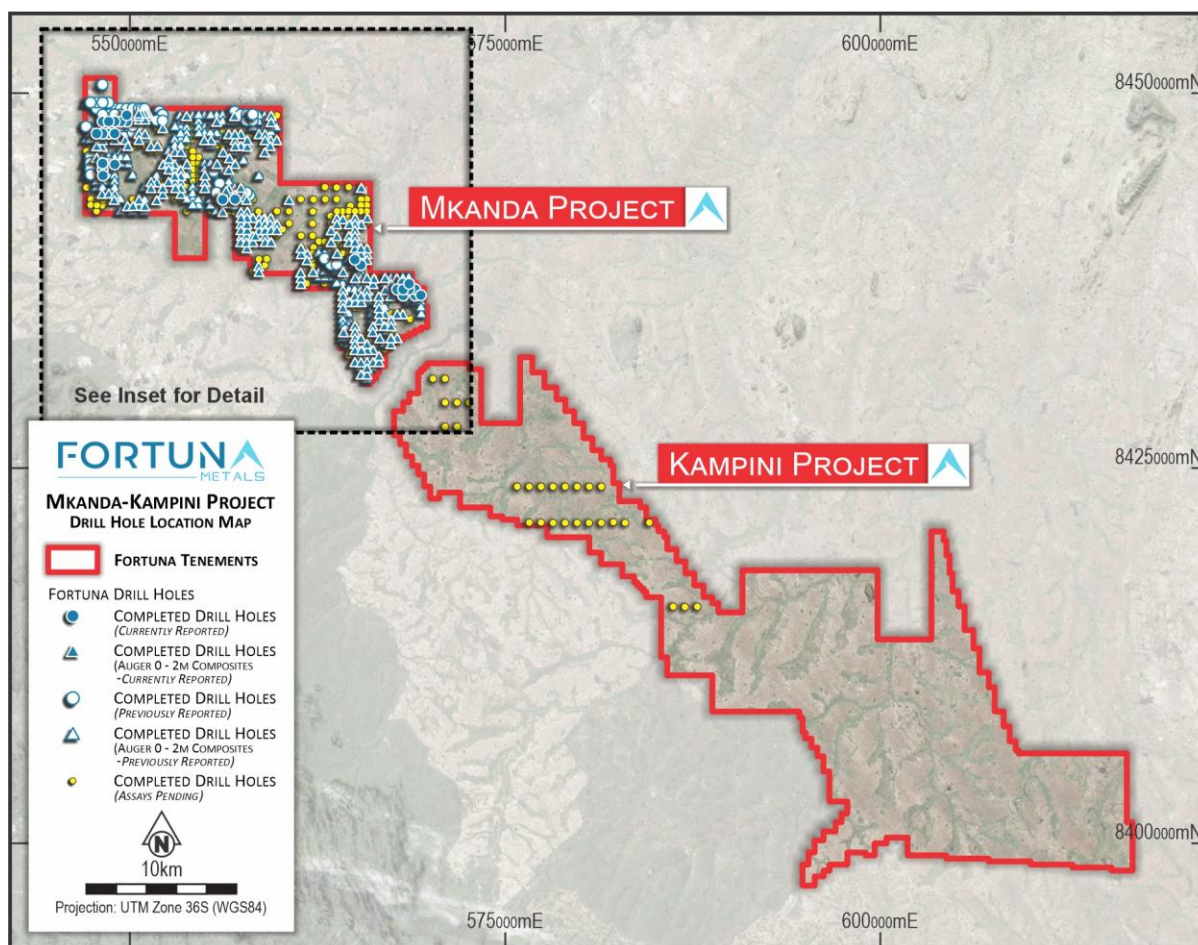 550000mE
575000mE
600000mE
8450000mN
MKANDA PROJECT
See Inset for Detail
KAMPINI PROJECT
8425000mN
FORTUNA
METALS
MKANDA-KAMPINI PROJECT
DRILL HOLE LOCATION MAP
FORTUNA TENEMENTS
FORTUNA DRILL HOLES
COMPLETED DRILL HOLES
(CURRENTLY REPORTED)
COMPLETED DRILL HOLES
(AUGER 0 - 2M COMPOSITES
-CURRENTLY REPORTED)
COMPLETED DRILL HOLES
(PREVIOUSLY REPORTED)
COMPLETED DRILL HOLES
(AUGER 0 - 2M COMPOSITES
-PREVIOUSLY REPORTED)
COMPLETED DRILL HOLES
(ASSAYS PENDING)
N
10km
Projection: UTM Zone 36S (WGS84)
8400000mN
575000mE
600000mE